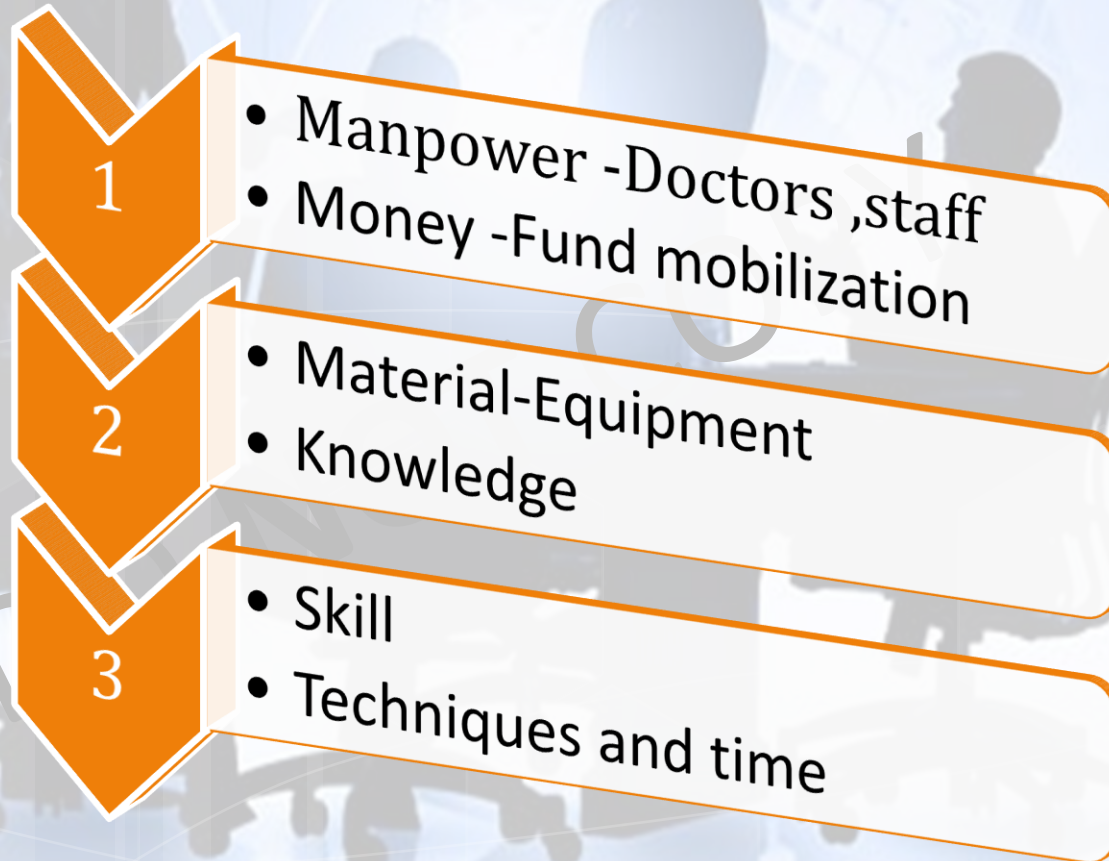 1
• Manpower -Doctors ,staff
• Money -Fund mobilization
2
• Material-Equipment
• Knowledge
3
• Skill
• Techniques and time